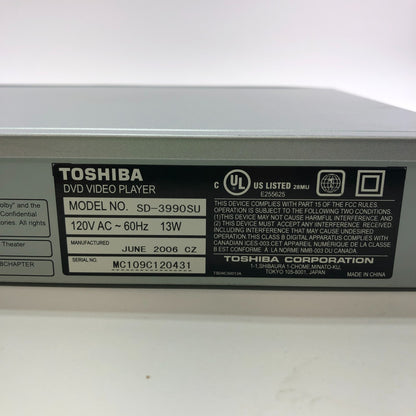 olby" and the
Confidential
tories. All rights
Theater
BCHAPTER
TOSHIBA
DVD VIDEO PLAYER
MODEL NO. SD-3990SU
120V AC ~ 60Hz 13W
MANUFACTURED JUNE 2006 CZ
SERIAL NO. MC109C120431
C UL US LISTED 28MU
E255625
THIS DEVICE COMPLIES WITH PART 15 OF THE FCC RULES
OPERATION IS SUBJECT TO THE FOLLOWING TWO CONDITIONS.
(1)THIS DEVICE MAY NOT CAUSE HARMFUL INTERFERENCE, AND
(2) THIS DEVICE MUST ACCEPT ANY INTERFERENCE RECEIVED
INCLUDING INTERFERENCE THAT MAY CAUSE UNDESIRED
OPERATION. THIS CLASS B DIGITAL APPARATUS COMPLIES WITH
CANADIAN ICES-003 CET APPAREIL NUMÉRIQUE DE LA CLASSE
B EST CONFORME À LA NORME NMB-003 DU CANADA.
TOSHIBA CORPORATION
1-1,SHIBAURA 1-CHOME,MINATO-KU,
TOKYO 105-8001, JAPAN
MADE IN CHINA